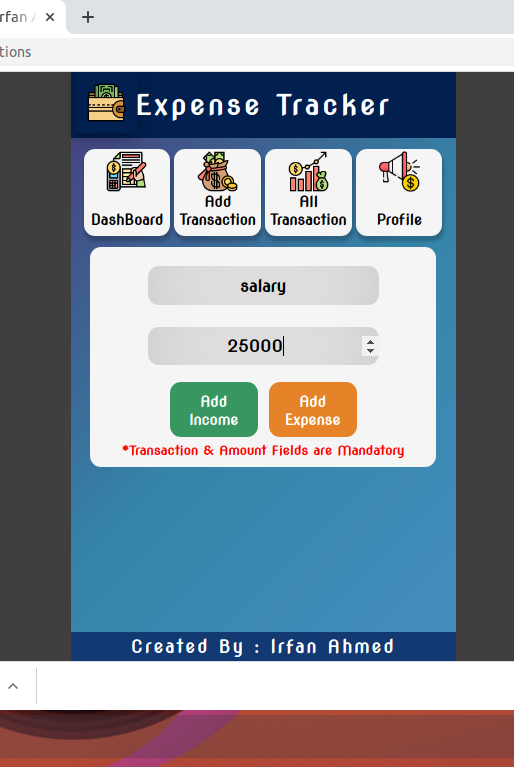 rfan A
tions
Expense Tracker
DashBoard
Add
Transaction
All
Transaction
Profile
salary
25000
Add
Income
Add
Expense
*Transaction & Amount Fields are Mandatory
Created By : Irfan Ahmed